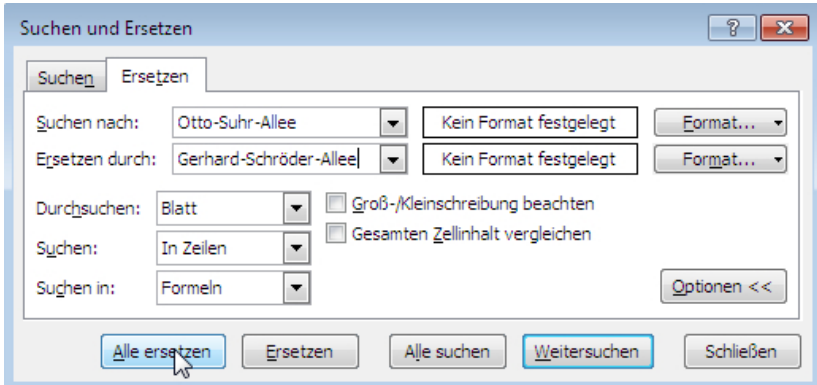 Suchen und Ersetzen
Suchen Ersetzen
Suchen nach: Otto-Suhr-Allee Kein Format festgelegt Format...
Ersetzen durch: Gerhard-Schröder-Allee Kein Format festgelegt Format...
Durchsuchen: Blatt Groß-/Kleinschreibung beachten
Suchen: In Zeilen Gesamten Zellinhalt vergleichen
Suchen in: Formeln Optionen <<
Alle ersetzen Ersetzen Alle suchen Weitersuchen Schließen